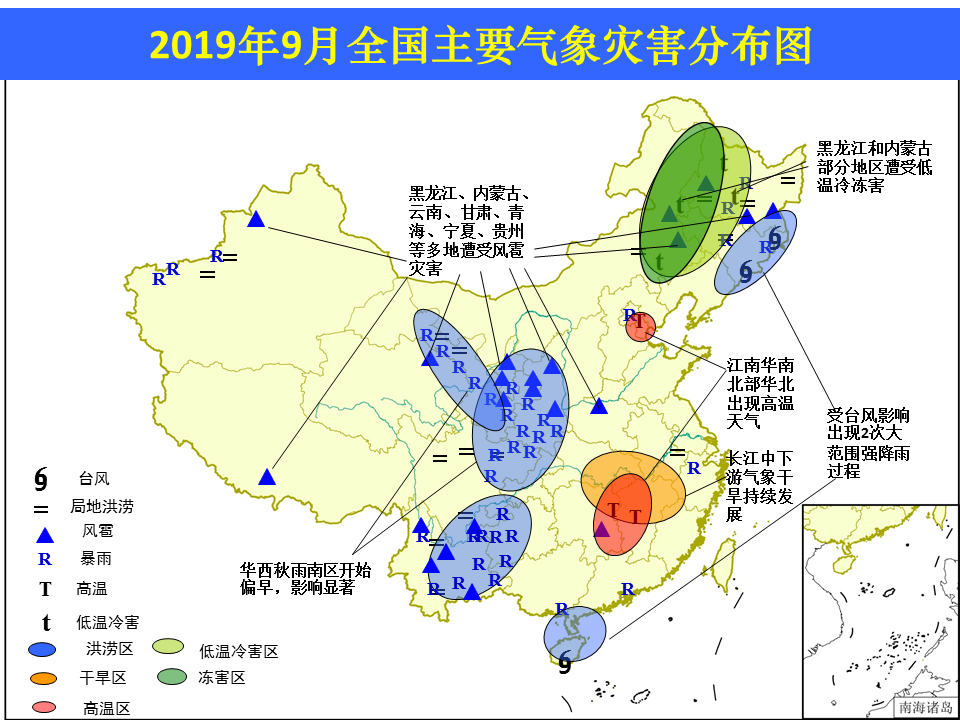 2019年9月全国主要气象灾害分布图
黑龙江和内蒙古
部分地区遭受低
温冷冻害
黑龙江、内蒙古、
云南、甘肃、青
海、宁夏、贵州
等多地遭受风雹
灾害
江南华南
北部华北
出现高温
天气
受台风影响
出现2次大
范围强降雨
过程
长江中下
游气象干
旱持续发
展
华西秋雨南区开始
偏早，影响显著
台风
局地洪涝
风雹
R 暴雨
T 高温
t 低温冷害
洪涝区
低温冷害区
干旱区
冻害区
高温区
南海诸岛